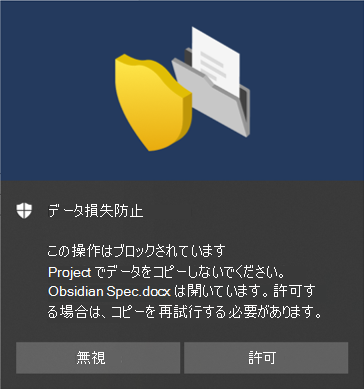 データ損失防止
この操作はブロックされています
Project でデータをコピーしないでください。
Obsidian Spec.docx は開いています。許可す
る場合は、コピーを再試行する必要があります。
無視
許可